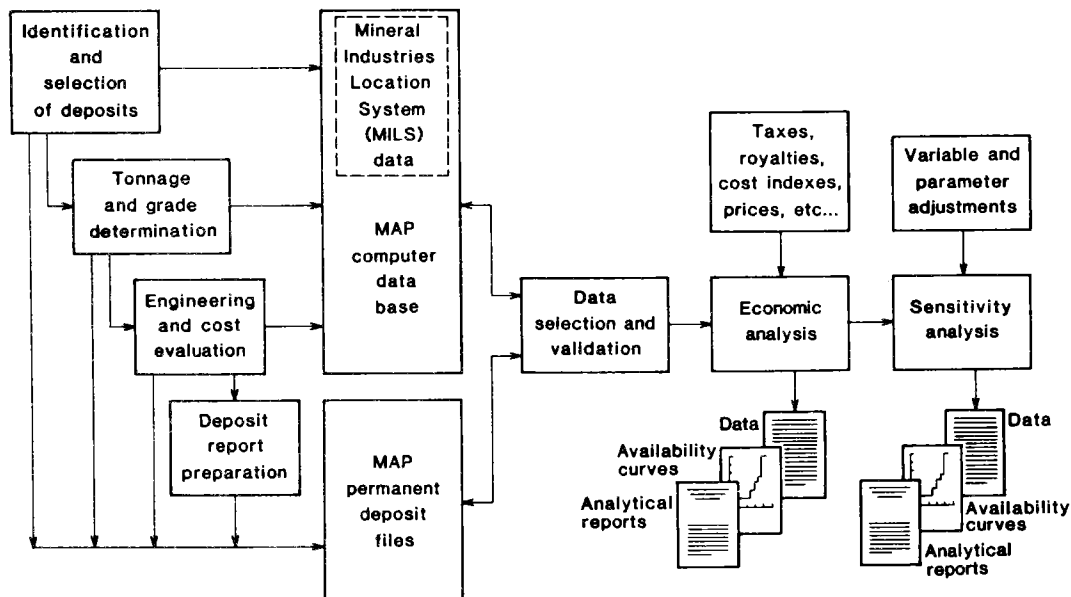 Identification
and
selection
of deposits
Tonnage
and grade
determination
Engineering
and cost
evaluation
Deposit
report
preparation
Mineral
Industries
Location
System
(MILS)
data
MAP
computer
data
base
MAP
permanent
deposit
files
Data
selection and
validation
Taxes,
royalties,
cost indexes,
prices, etc...
Economic
analysis
Variable and
parameter
adjustments
Sensitivity
analysis
Data
Availability
curves
Analytical
reports
Data
Availability
curves
Analytical
reports